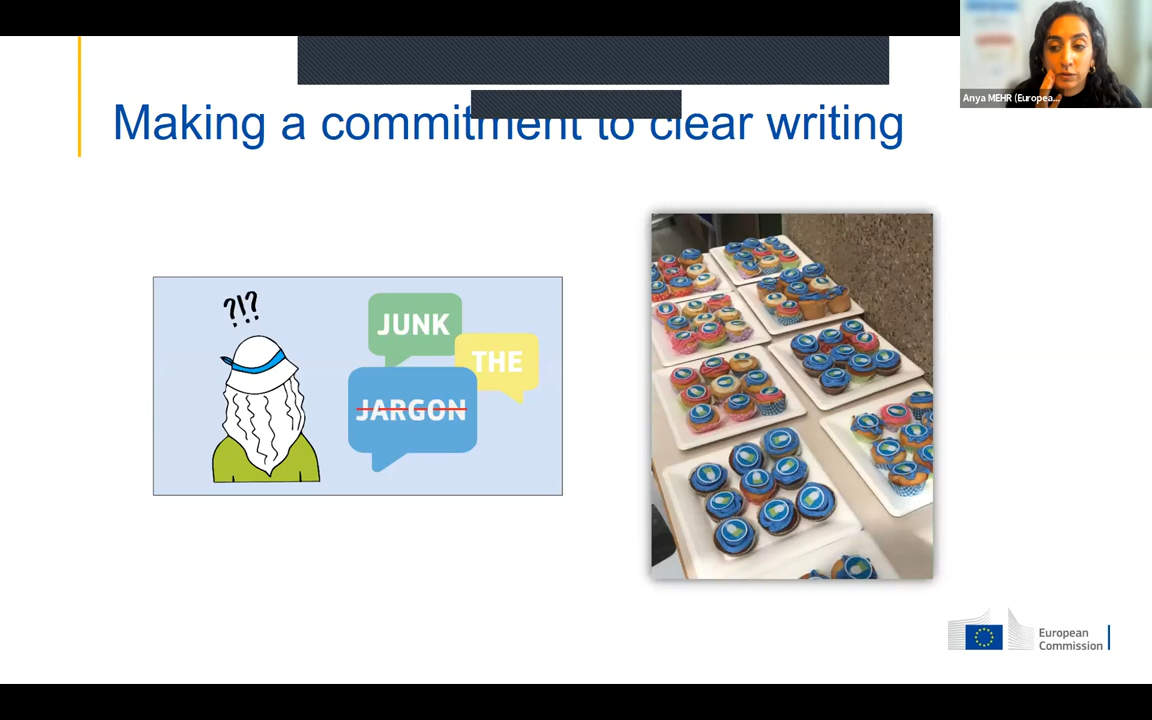 Anya MEHR (Europea...
Making a commitment to clear writing
?!?
JUNK
THE
JARGON
European
Commission